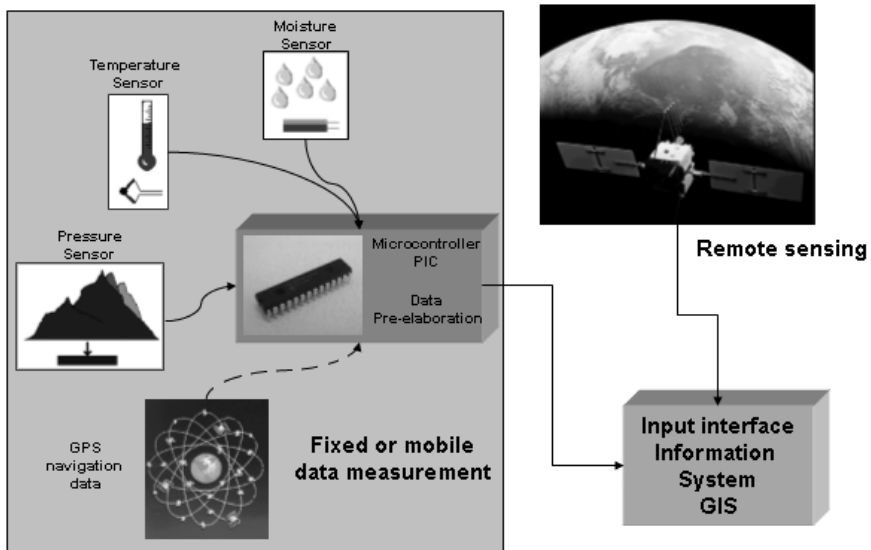 Moisture
Sensor
Temperature
Sensor
Pressure
Sensor
Microcontroller
PIC
Data
Pre-elaboration
GPS
navigation
data
Fixed or mobile
data measurement
Remote sensing
Input interface
Information
System
GIS